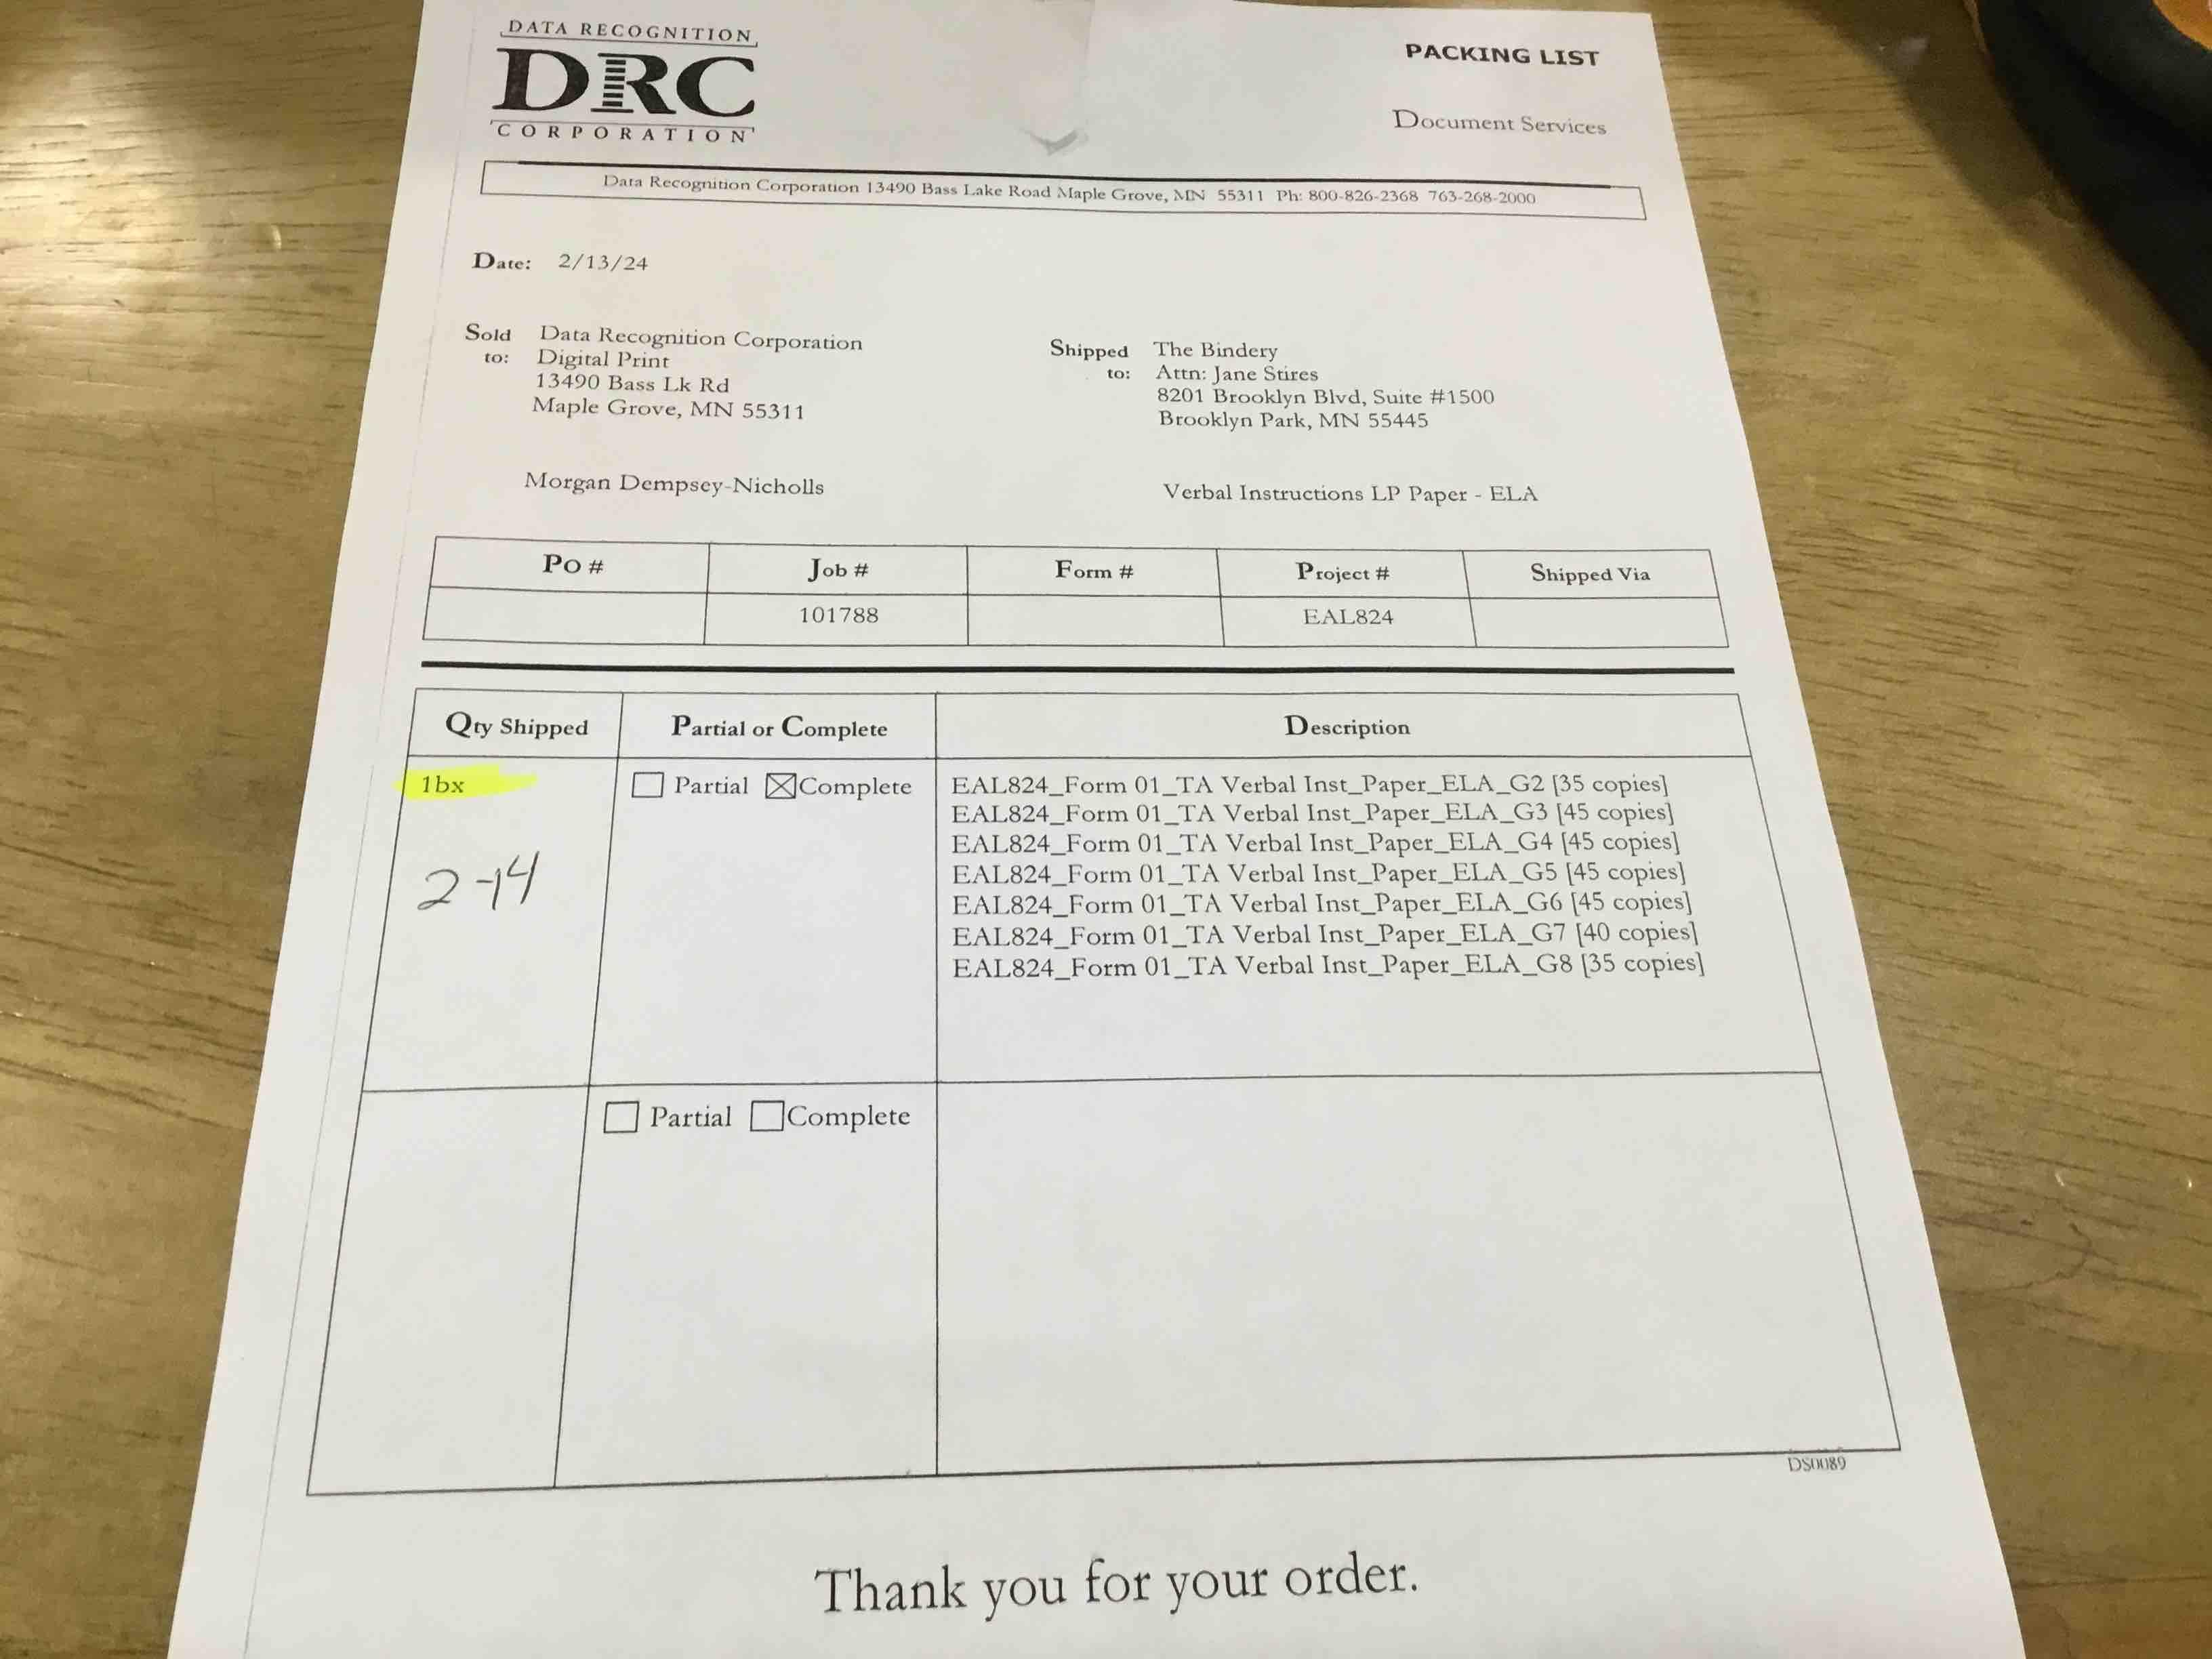 DATA RECOGNITION
DRC
CORPORATION
PACKING LIST
Document Services
Data Recognition Corporation 13490 Bass Lake Road Maple Grove, MN 55311 Ph: 800-826-2368 763-268-2000
Date: 2/13/24
Sold to: Data Recognition Corporation
Digital Print
13490 Bass Lk Rd
Maple Grove, MN 55311
Shipped to: The Bindery
Attn: Jane Stires
8201 Brooklyn Blvd, Suite #1500
Brooklyn Park, MN 55445
Morgan Dempsey-Nicholls
Verbal Instructions LP Paper - ELA
PO # Job # Form # Project # Shipped Via
101788 EAL824
Qty Shipped Partial or Complete Description
1bx Partial Complete EAL824_Form 01_TA Verbal Inst_Paper_ELA_G2 [35 copies]
EAL824_Form 01_TA Verbal Inst_Paper_ELA_G3 [45 copies]
EAL824_Form 01_TA Verbal Inst_Paper_ELA_G4 [45 copies]
2-14 EAL824_Form 01_TA Verbal Inst_Paper_ELA_G5 [45 copies]
EAL824_Form 01_TA Verbal Inst_Paper_ELA_G6 [45 copies]
EAL824_Form 01_TA Verbal Inst_Paper_ELA_G7 [40 copies]
EAL824_Form 01_TA Verbal Inst_Paper_ELA_G8 [35 copies]
Partial Complete
DS0089
Thank you for your order.